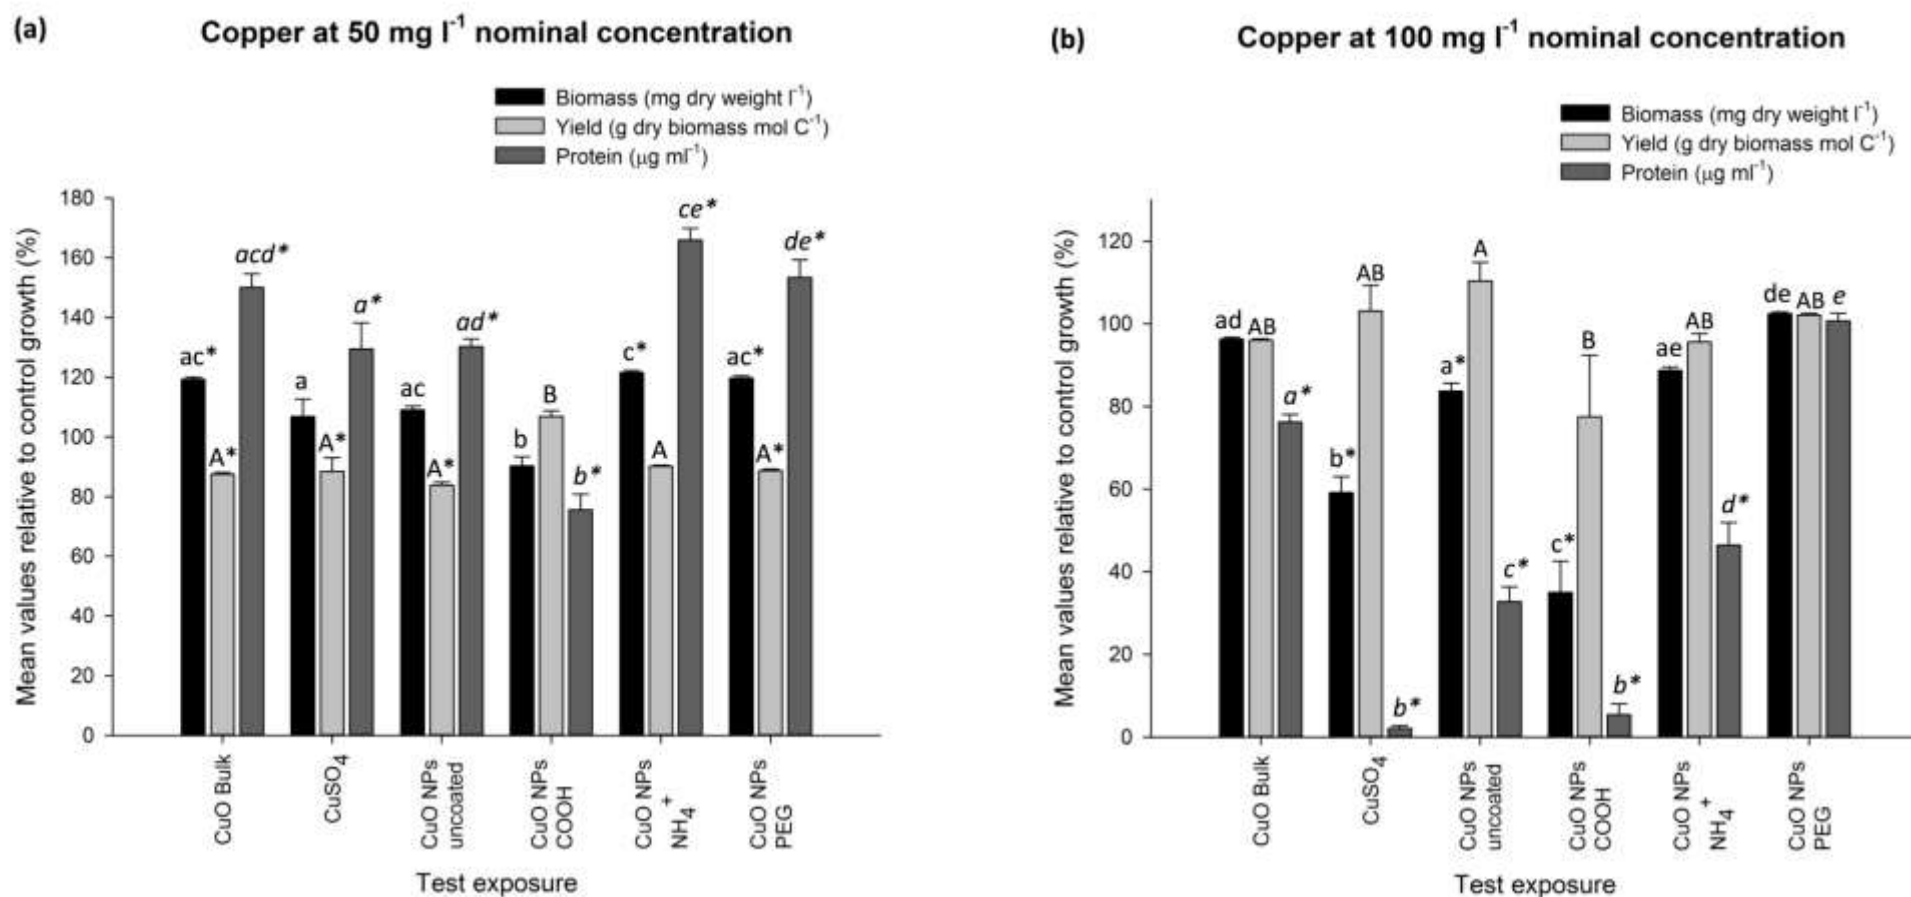 (a)
Copper at 50 mg l⁻¹ nominal concentration
Biomass (mg dry weight l⁻¹)
Yield (g dry biomass mol C⁻¹)
Protein (µg ml⁻¹)
Mean values relative to control growth (%)
180
160
140
120
100
80
60
40
20
0
ac*
A*
acd*
a
A*
a*
ac
A*
ad*
b
B
b*
c*
A
ce*
ac*
A*
de*
CuO Bulk
CuSO₄
CuO NPs
uncoated
CuO NPs
COOH
CuO NPs
NH₄⁺
CuO NPs
PEG
Test exposure
(b)
Copper at 100 mg l⁻¹ nominal concentration
Biomass (mg dry weight l⁻¹)
Yield (g dry biomass mol C⁻¹)
Protein (µg ml⁻¹)
Mean values relative to control growth (%)
120
100
80
60
40
20
0
ad
AB
a*
b*
AB
b*
a*
A
c*
c*
B
b*
ae
AB
d*
de
AB
e
CuO Bulk
CuSO₄
CuO NPs
uncoated
CuO NPs
COOH
CuO NPs
NH₄⁺
CuO NPs
PEG
Test exposure